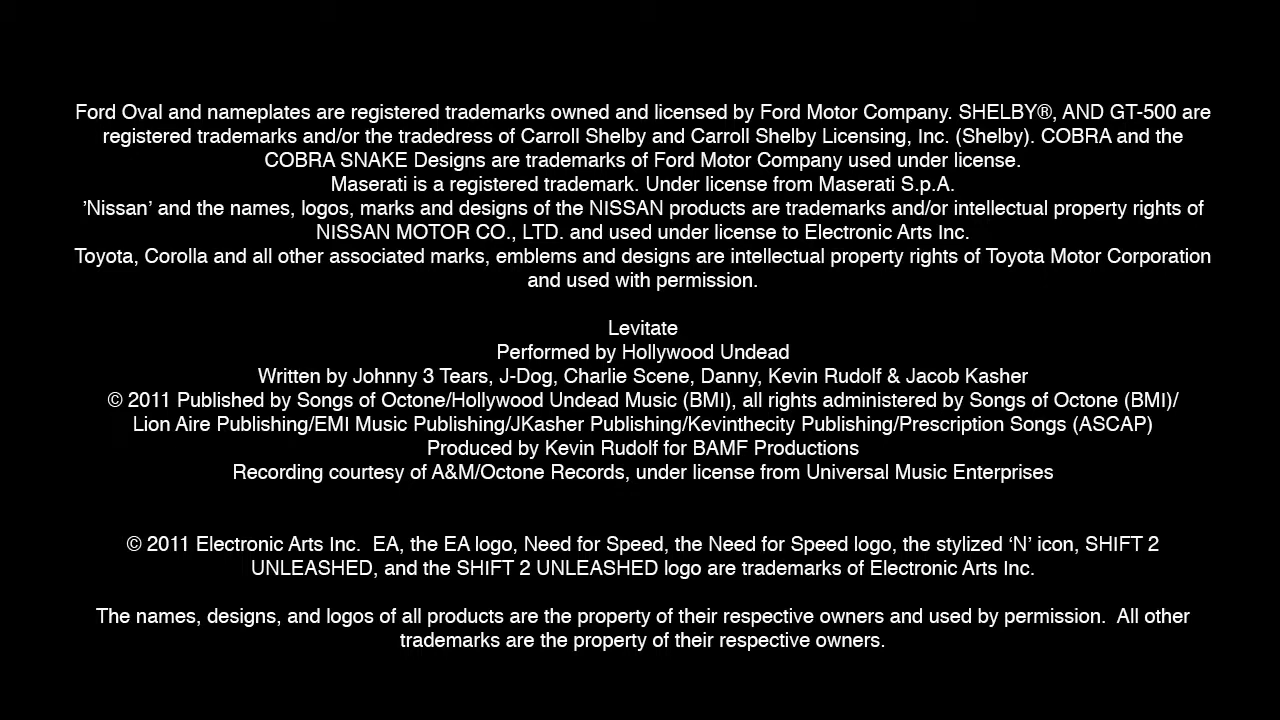 Ford Oval and nameplates are registered trademarks owned and licensed by Ford Motor Company. SHELBY®, AND GT-500 are
registered trademarks and/or the tradedress of Carroll Shelby and Carroll Shelby Licensing, Inc. (Shelby). COBRA and the
COBRA SNAKE Designs are trademarks of Ford Motor Company used under license.
Maserati is a registered trademark. Under license from Maserati S.p.A.
’Nissan’ and the names, logos, marks and designs of the NISSAN products are trademarks and/or intellectual property rights of
NISSAN MOTOR CO., LTD. and used under license to Electronic Arts Inc.
Toyota, Corolla and all other associated marks, emblems and designs are intellectual property rights of Toyota Motor Corporation
and used with permission.
Levitate
Performed by Hollywood Undead
Written by Johnny 3 Tears, J-Dog, Charlie Scene, Danny, Kevin Rudolf & Jacob Kasher
© 2011 Published by Songs of Octone/Hollywood Undead Music (BMI), all rights administered by Songs of Octone (BMI)/
Lion Aire Publishing/EMI Music Publishing/JKasher Publishing/Kevinthecity Publishing/Prescription Songs (ASCAP)
Produced by Kevin Rudolf for BAMF Productions
Recording courtesy of A&M/Octone Records, under license from Universal Music Enterprises
© 2011 Electronic Arts Inc.  EA, the EA logo, Need for Speed, the Need for Speed logo, the stylized ‘N’ icon, SHIFT 2
UNLEASHED, and the SHIFT 2 UNLEASHED logo are trademarks of Electronic Arts Inc.
The names, designs, and logos of all products are the property of their respective owners and used by permission.  All other
trademarks are the property of their respective owners.